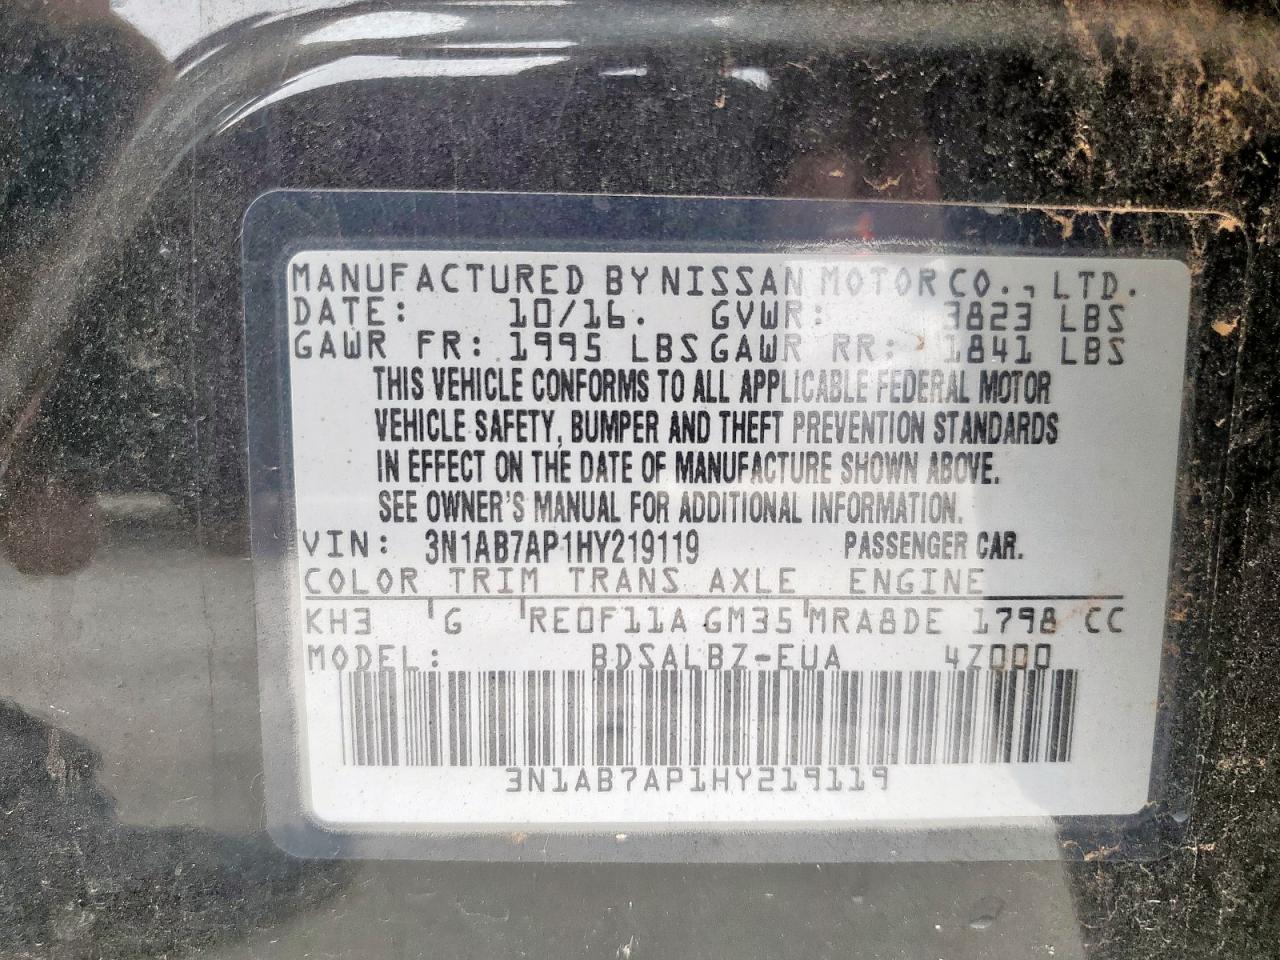 MANUFACTURED BY NISSAN MOTOR CO., LTD.
DATE: 10/16. GVWR: 3823 LBS
GAWR FR: 1995 LBS GAWR RR: 1841 LBS
THIS VEHICLE CONFORMS TO ALL APPLICABLE FEDERAL MOTOR
VEHICLE SAFETY, BUMPER AND THEFT PREVENTION STANDARDS
IN EFFECT ON THE DATE OF MANUFACTURE SHOWN ABOVE.
SEE OWNER'S MANUAL FOR ADDITIONAL INFORMATION.
VIN: 3N1AB7AP1HY219119 PASSENGER CAR.
COLOR TRIM TRANS AXLE ENGINE
KH3 G RE0F11A GM35 MRA8DE 1798 CC
MODEL: BDSALBZ-EUA 4Z000
3N1AB7AP1HY219119